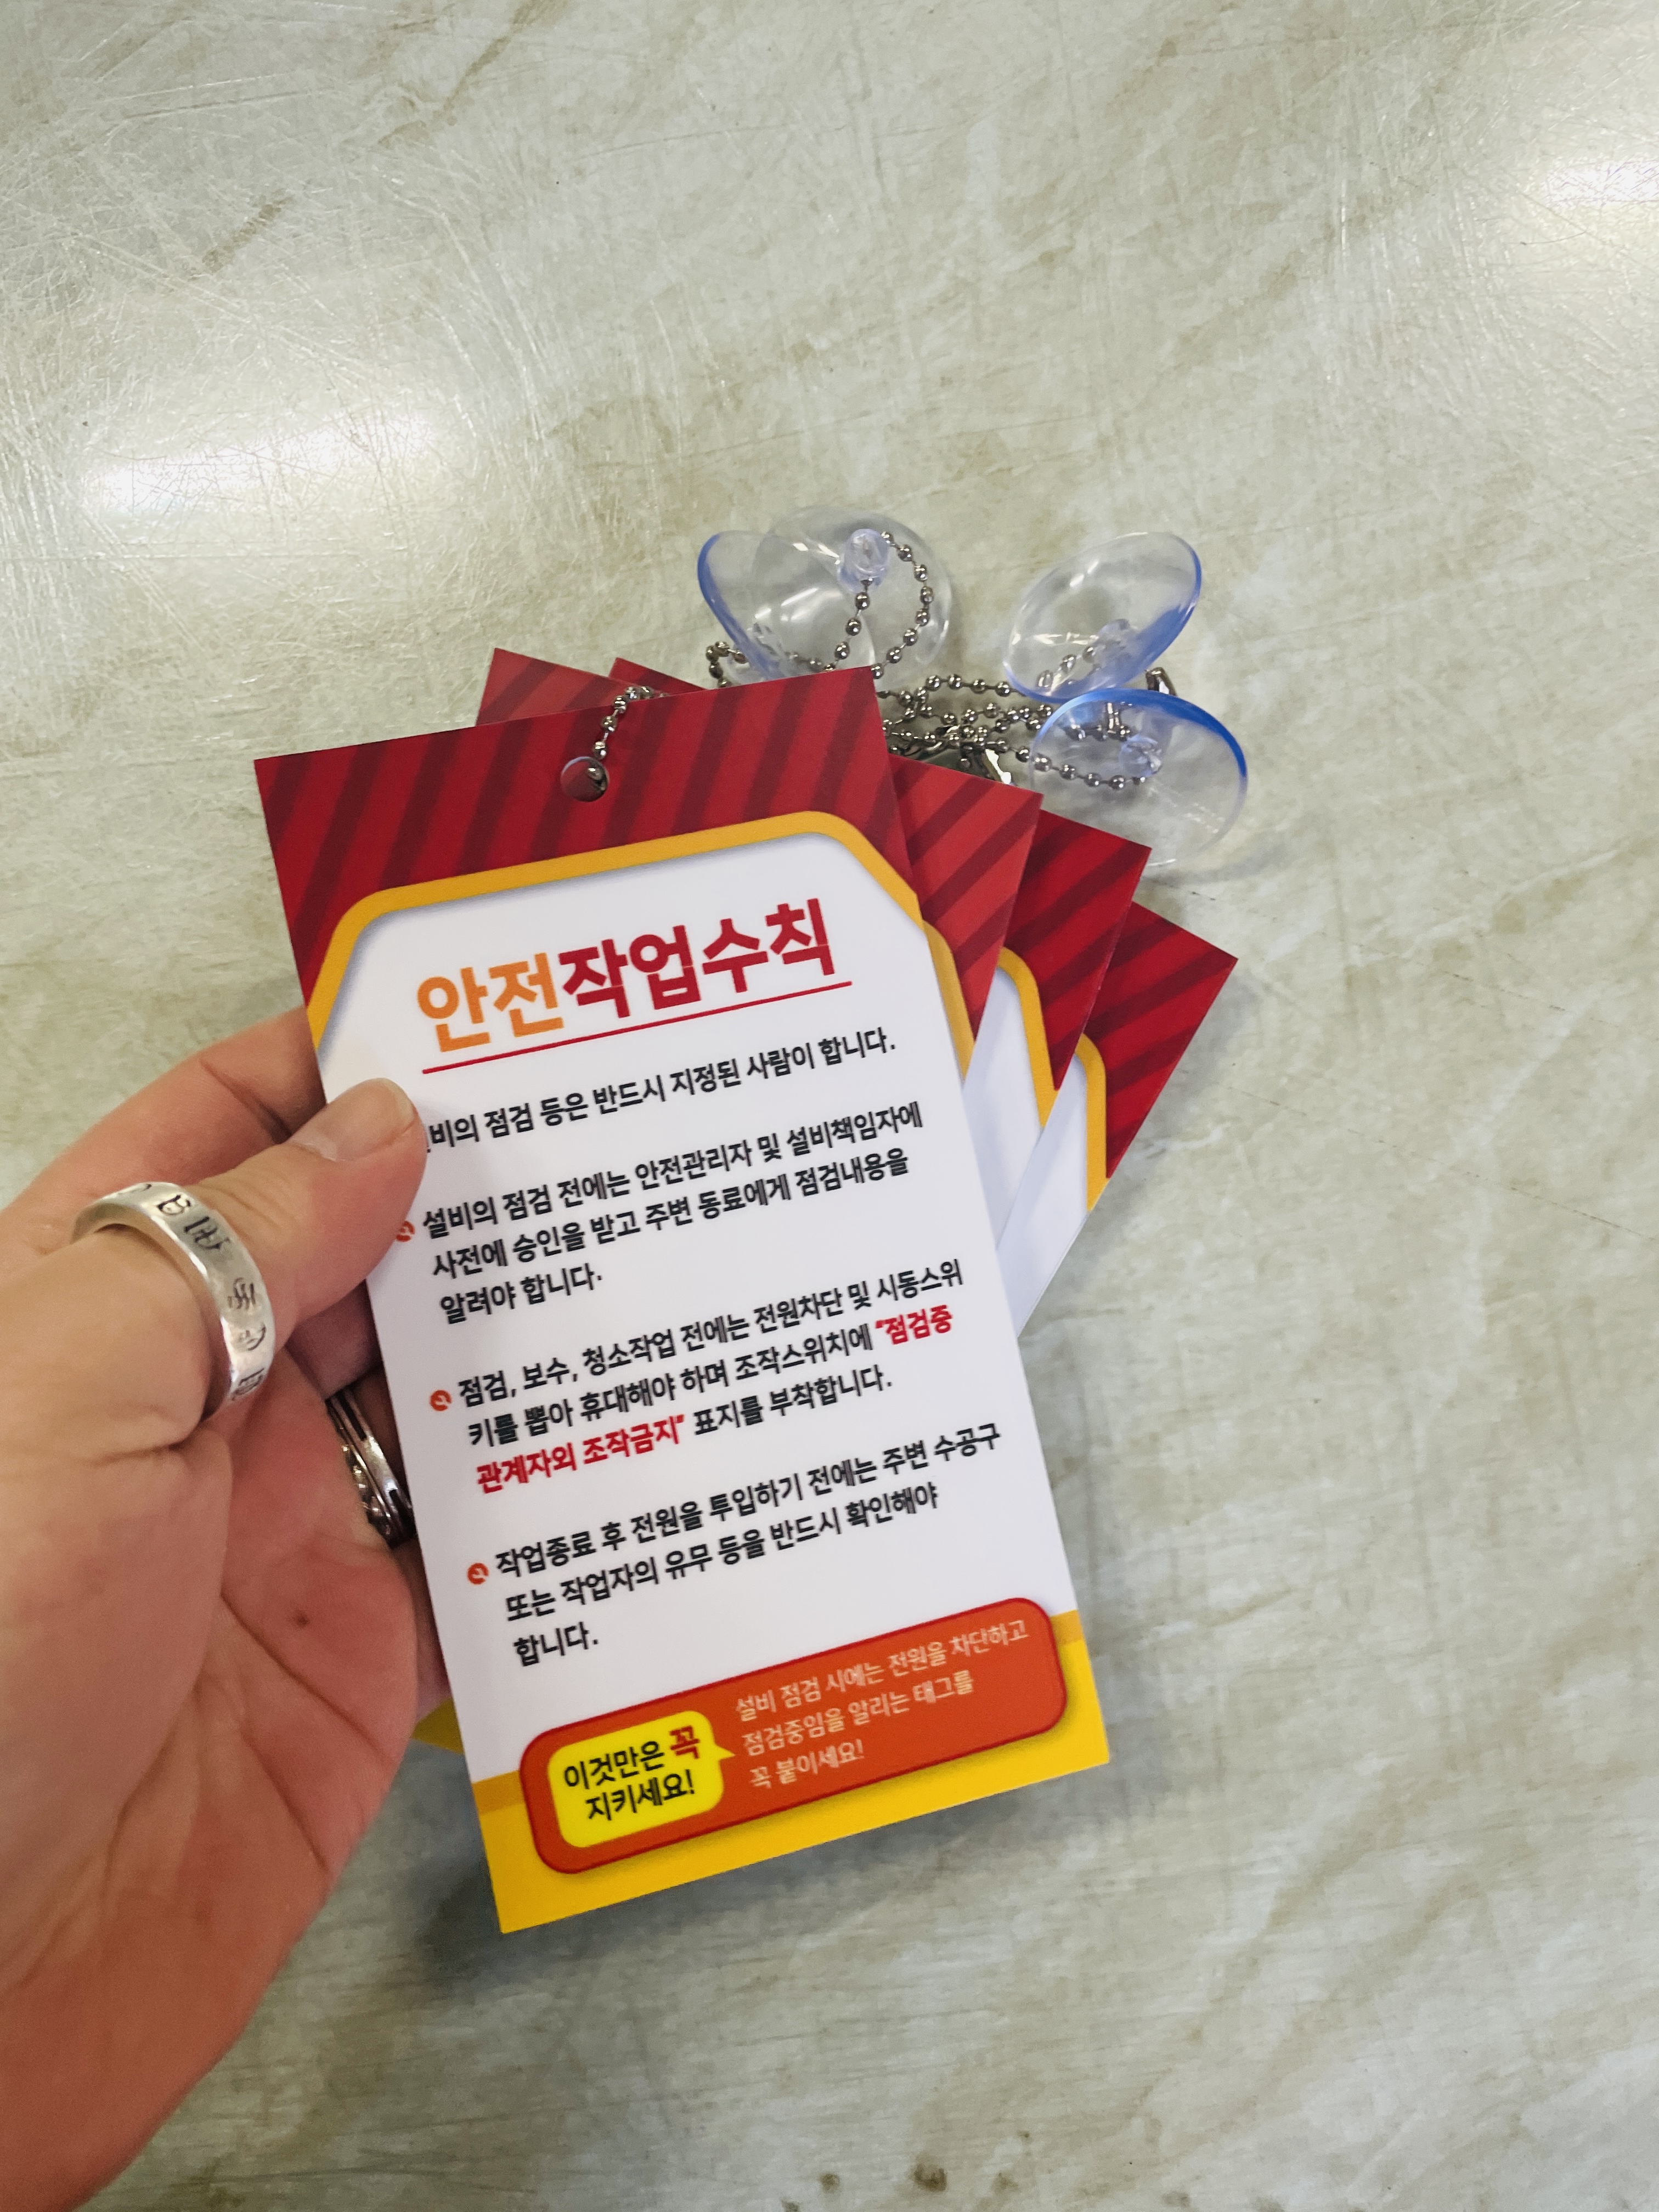 안전작업수칙
비의 점검 등은 반드시 지정된 사람이 합니다.
설비의 점검 전에는 안전관리자 및 설비책임자에
사전에 승인을 받고 주변 동료에게 점검내용을
알려야 합니다.
점검, 보수, 청소작업 전에는 전원차단 및 시동스위
키를 뽑아 휴대해야 하며 조작스위치에 "점검중
관계자외 조작금지" 표지를 부착합니다.
작업종료 후 전원을 투입하기 전에는 주변 수공구
또는 작업자의 유무 등을 반드시 확인해야
합니다.
이것만은 꼭
지키세요!
설비 점검 시에는 전원을 차단하고
점검중임을 알리는 태그를
꼭 붙이세요!